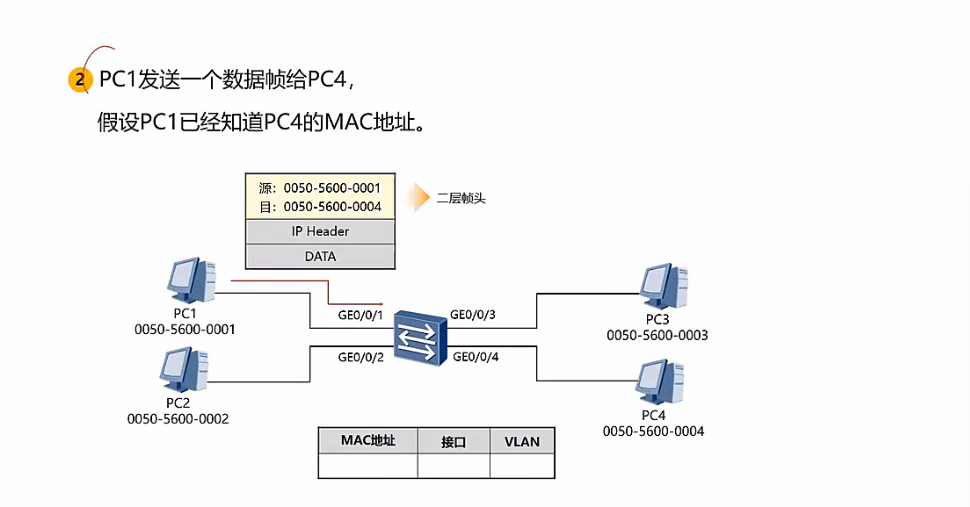 2 PC1发送一个数据帧给PC4，
假设PC1已经知道PC4的MAC地址。
源：0050-5600-0001
目：0050-5600-0004
二层帧头
IP Header
DATA
PC1
0050-5600-0001
GE0/0/1
GE0/0/3
PC3
0050-5600-0003
GE0/0/2
GE0/0/4
PC2
0050-5600-0002
PC4
0050-5600-0004
MAC地址 接口 VLAN